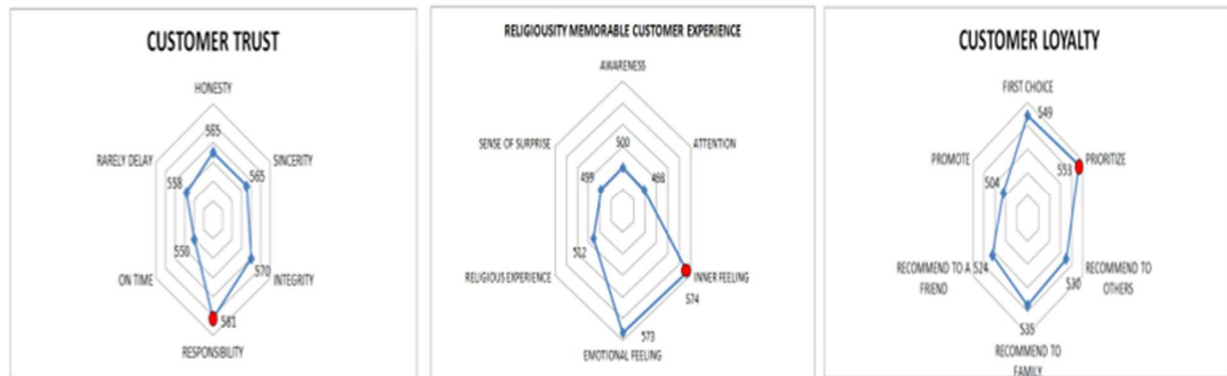 CUSTOMER TRUST
HONESTY
565
RARELY DELAY
SINCERITY
558
565
550
570
ON TIME
INTEGRITY
581
RESPONSIBILITY
RELIGIOUSITY MEMORABLE CUSTOMER EXPERIENCE
AWARENESS
SENSE OF SURPRISE
ATTENTION
500
499
488
512
RELIGIOUS EXPERIENCE
INNER FEELING
574
573
EMOTIONAL FEELING
CUSTOMER LOYALTY
FIRST CHOICE
549
PROMOTE
PRIORITIZE
553
504
RECOMMEND TO A
FRIEND
524
RECOMMEND TO
OTHERS
530
535
RECOMMEND TO
FAMILY